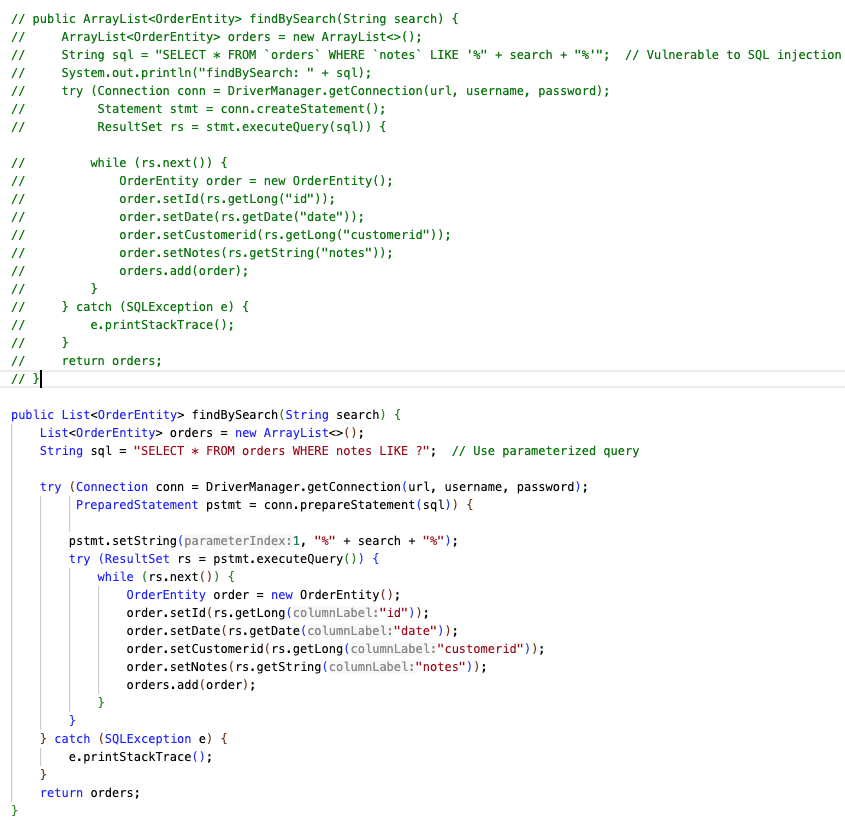 // public ArrayList<OrderEntity> findBySearch(String search) {
//     ArrayList<OrderEntity> orders = new ArrayList<>();
//     String sql = "SELECT * FROM `orders` WHERE `notes` LIKE '%" + search + "%'";  // Vulnerable to SQL injection
//     System.out.println("findBySearch: " + sql);
//     try (Connection conn = DriverManager.getConnection(url, username, password);
//          Statement stmt = conn.createStatement();
//          ResultSet rs = stmt.executeQuery(sql)) {
//         while (rs.next()) {
//             OrderEntity order = new OrderEntity();
//             order.setId(rs.getLong("id"));
//             order.setDate(rs.getDate("date"));
//             order.setCustomerid(rs.getLong("customerid"));
//             order.setNotes(rs.getString("notes"));
//             orders.add(order);
//         }
//     } catch (SQLException e) {
//         e.printStackTrace();
//     }
//     return orders;
// }
public List<OrderEntity> findBySearch(String search) {
    List<OrderEntity> orders = new ArrayList<>();
    String sql = "SELECT * FROM orders WHERE notes LIKE ?";  // Use parameterized query
    try (Connection conn = DriverManager.getConnection(url, username, password);
         PreparedStatement pstmt = conn.prepareStatement(sql)) {
        pstmt.setString(parameterIndex:1, "%" + search + "%");
        try (ResultSet rs = pstmt.executeQuery()) {
            while (rs.next()) {
                OrderEntity order = new OrderEntity();
                order.setId(rs.getLong(columnLabel:"id"));
                order.setDate(rs.getDate(columnLabel:"date"));
                order.setCustomerid(rs.getLong(columnLabel:"customerid"));
                order.setNotes(rs.getString(columnLabel:"notes"));
                orders.add(order);
            }
        }
    } catch (SQLException e) {
        e.printStackTrace();
    }
    return orders;
}